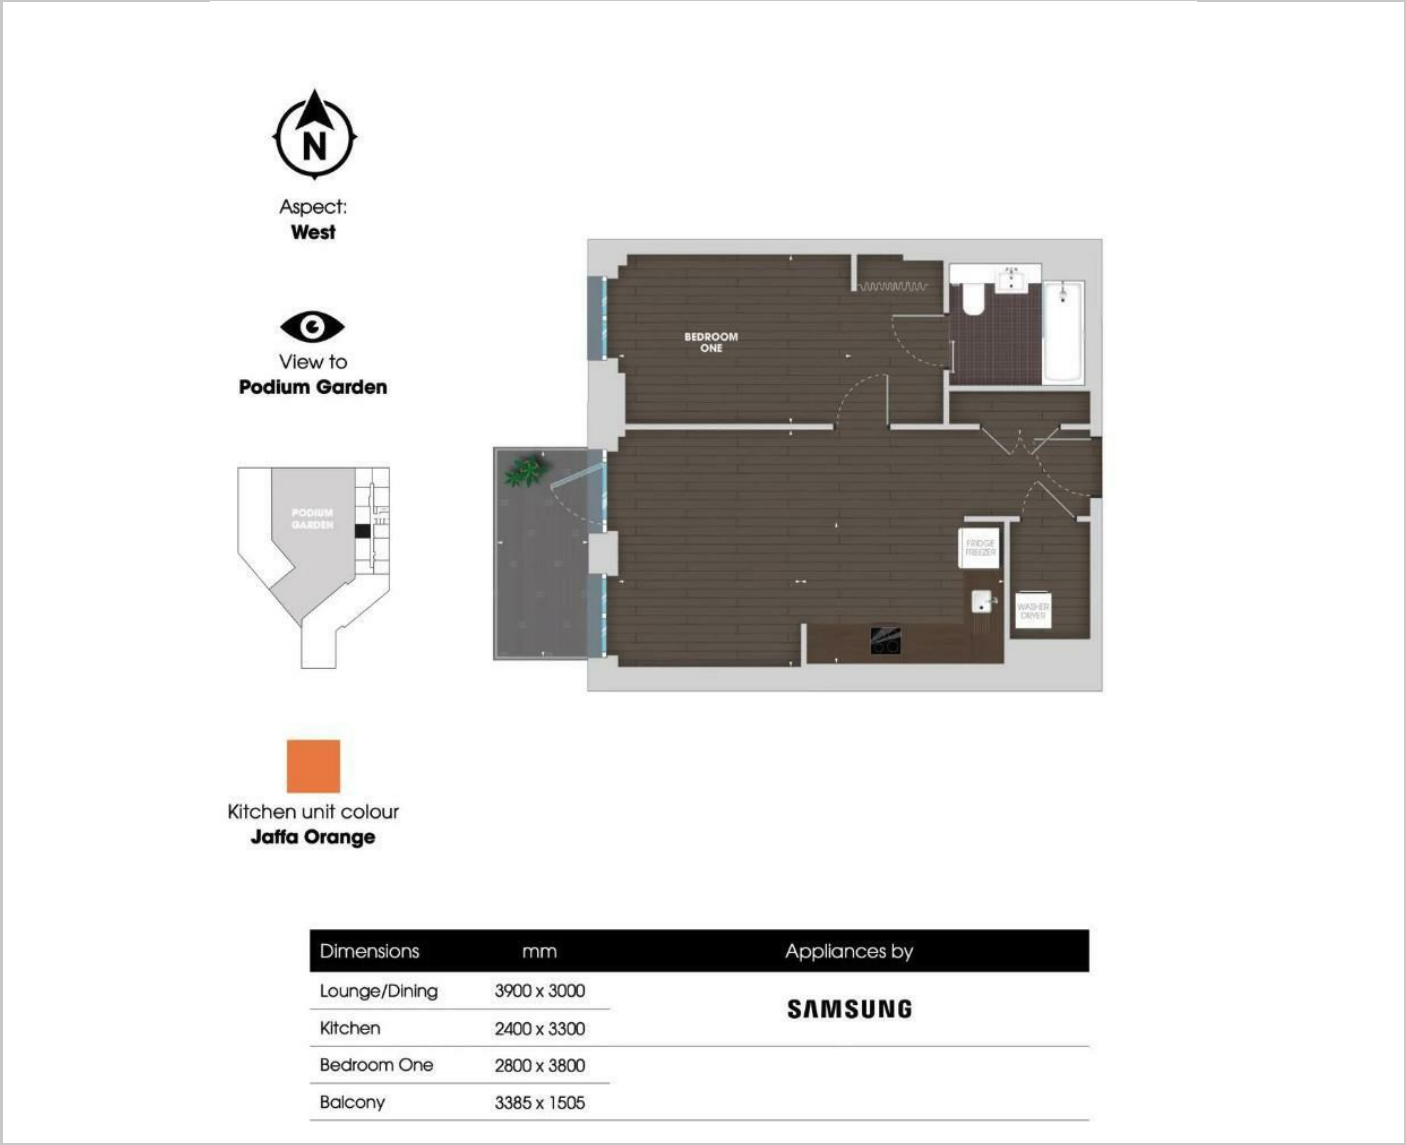 N
Aspect:
West
View to
Podium Garden
PODIUM
GARDEN
Kitchen unit colour
Jaffa Orange
BEDROOM
ONE
FRIDGE
FREEZER
WASHER
DRYER
Dimensions mm Appliances by
Lounge/Dining 3900 x 3000
SAMSUNG
Kitchen 2400 x 3300
Bedroom One 2800 x 3800
Balcony 3385 x 1505